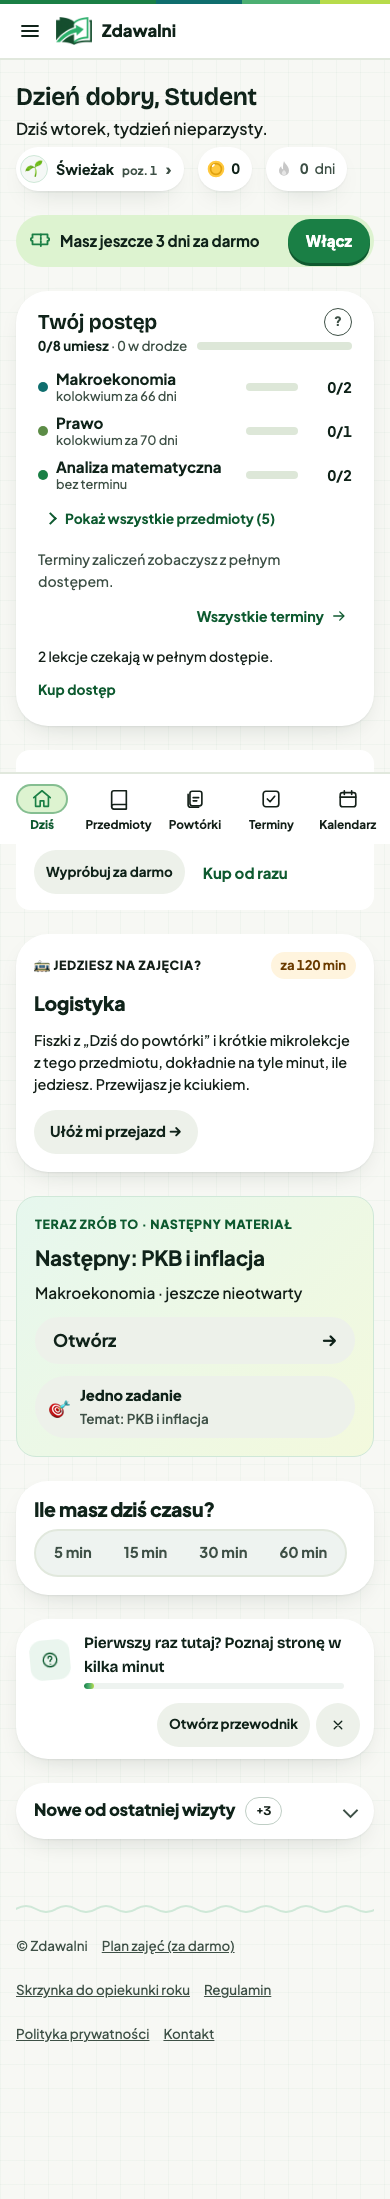 Zdawalni
Dzień dobry, Student
Dziś wtorek, tydzień nieparzysty.
Świeżak poz. 1 ›
0
0 dni
Masz jeszcze 3 dni za darmo
Włącz
Twój postęp
?
0/8 umiesz · 0 w drodze
Makroekonomia
kolokwium za 66 dni
0/2
Prawo
kolokwium za 70 dni
0/1
Analiza matematyczna
bez terminu
0/2
Pokaż wszystkie przedmioty (5)
Terminy zaliczeń zobaczysz z pełnym
dostępem.
Wszystkie terminy →
2 lekcje czekają w pełnym dostępie.
Kup dostęp
Dziś
Przedmioty
Powtórki
Terminy
Kalendarz
Wypróbuj za darmo
Kup od razu
JEDZIESZ NA ZAJĘCIA?
za 120 min
Logistyka
Fiszki z „Dziś do powtórki” i krótkie mikrolekcje
z tego przedmiotu, dokładnie na tyle minut, ile
jedziesz. Przewijasz je kciukiem.
Ułóż mi przejazd →
TERAZ ZRÓB TO · NASTĘPNY MATERIAŁ
Następny: PKB i inflacja
Makroekonomia · jeszcze nieotwarty
Otwórz →
Jedno zadanie
Temat: PKB i inflacja
Ile masz dziś czasu?
5 min
15 min
30 min
60 min
Pierwszy raz tutaj? Poznaj stronę w
kilka minut
Otwórz przewodnik
×
Nowe od ostatniej wizyty
+3
© Zdawalni
Plan zajęć (za darmo)
Skrzynka do opiekunki roku
Regulamin
Polityka prywatności
Kontakt